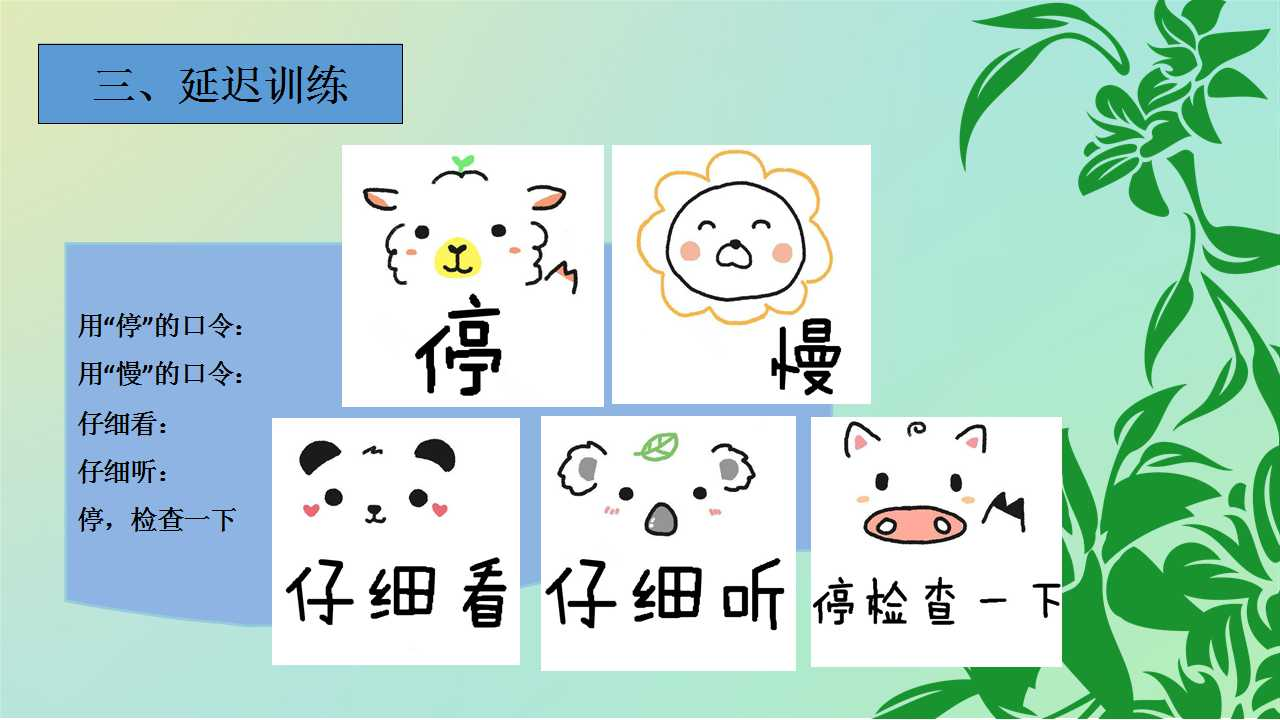 三、延迟训练
用“停”的口令：
用“慢”的口令：
仔细看：
仔细听：
停，检查一下
停
慢
仔细看
仔细听
停检查一下